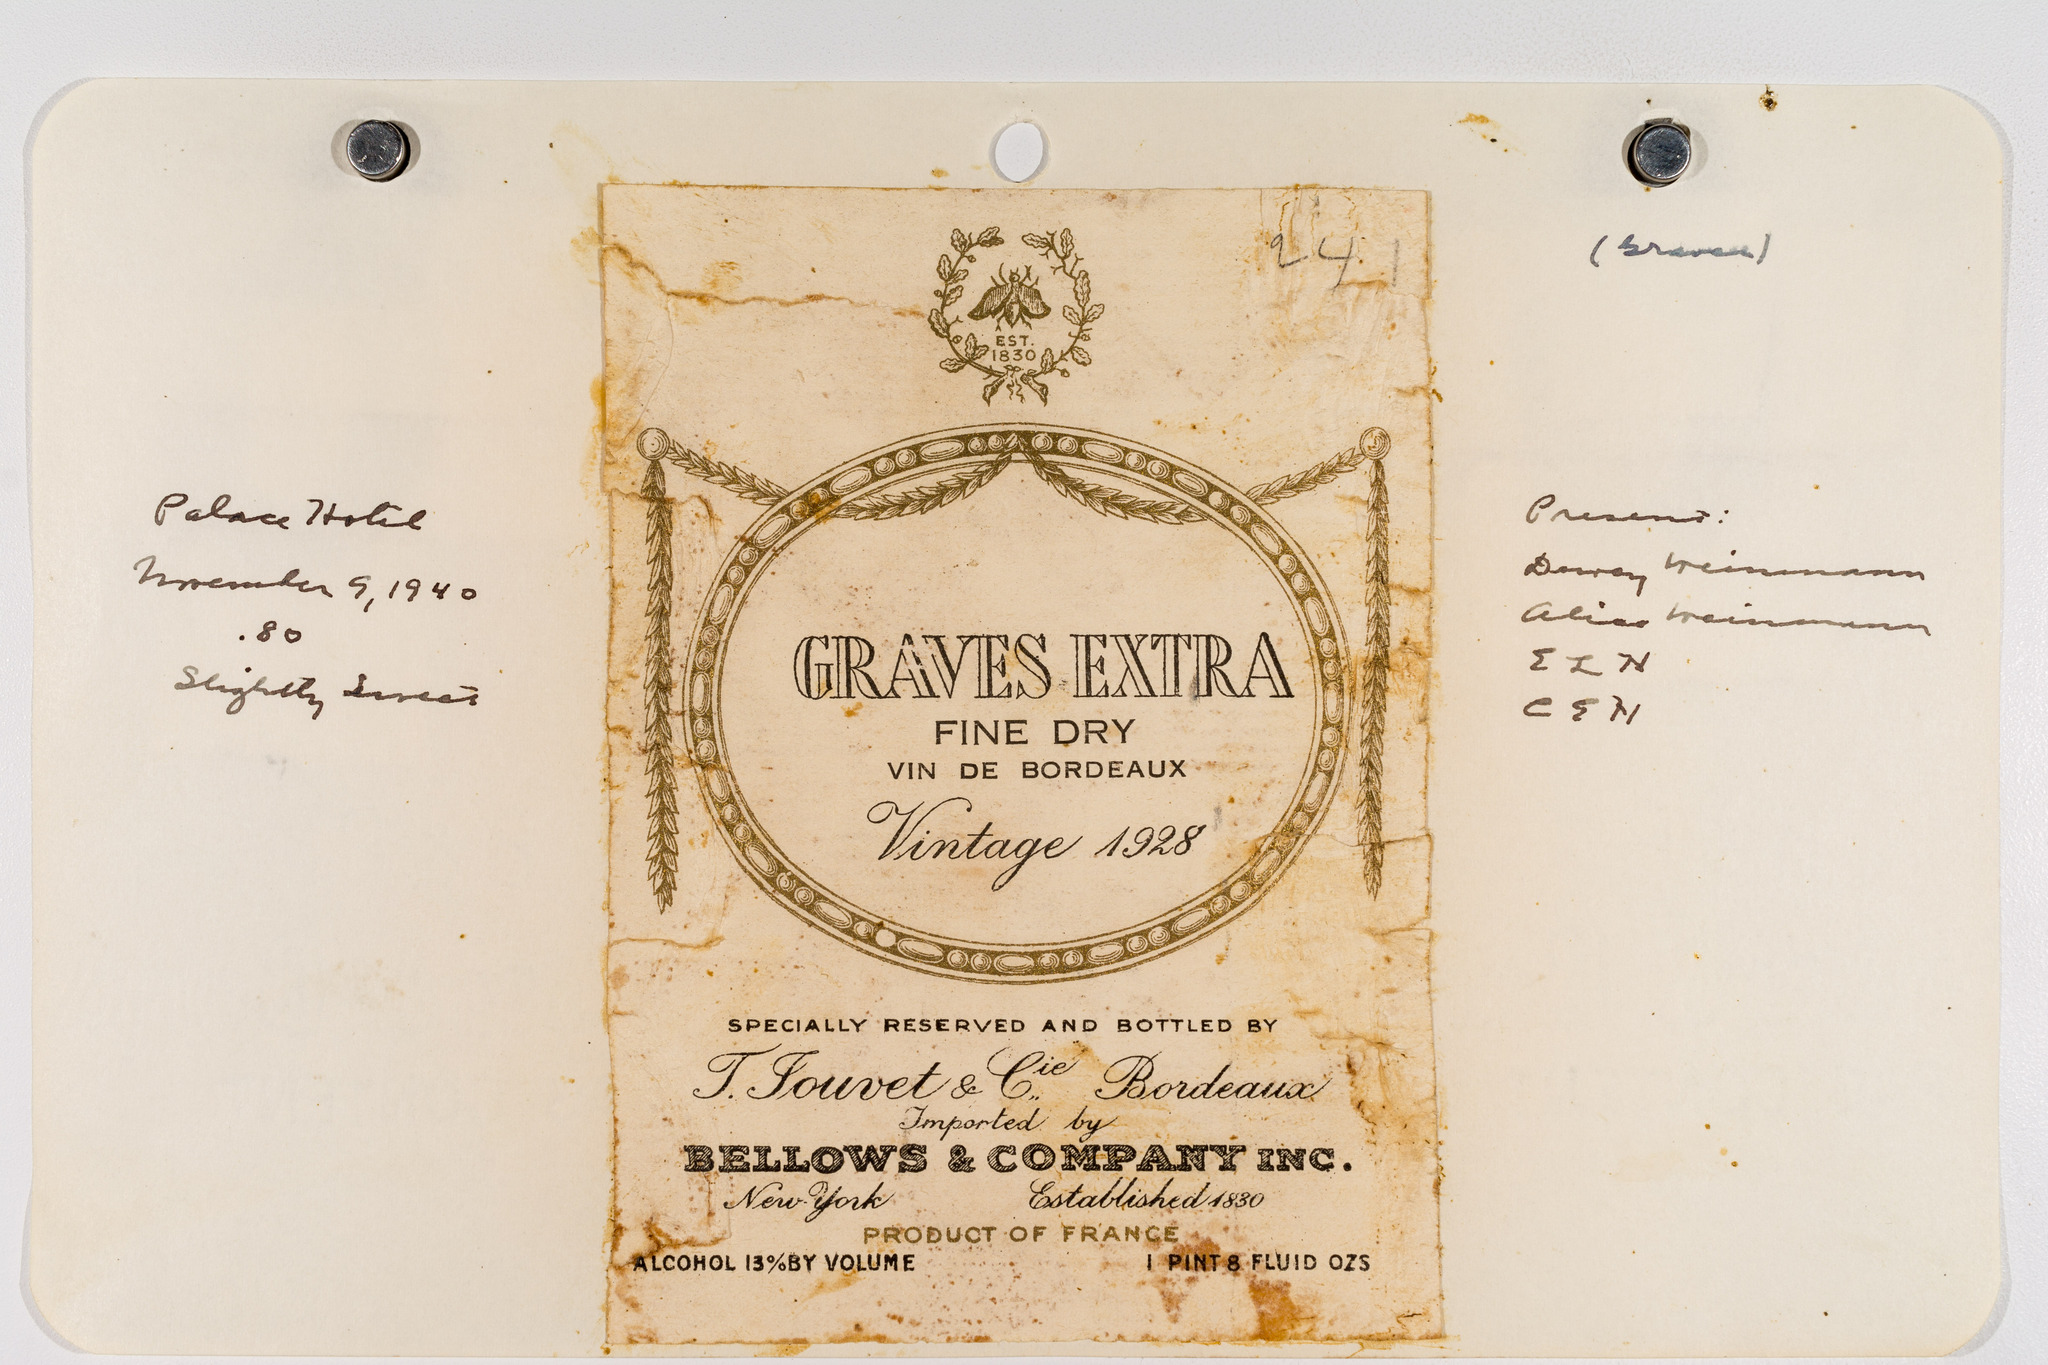 241
(Graves)
EST.
1830
Palace Hotel
November 9, 1940
.80
Slightly Sweet
GRAVES EXTRA
FINE DRY
VIN DE BORDEAUX
Vintage 1928
Present:
Dewey Weinmann
Alice Weinmann
E L H
C E H
SPECIALLY RESERVED AND BOTTLED BY
T. Jouvet & Cie. Bordeaux
Imported by
BELLOWS & COMPANY INC.
New York Established 1830
PRODUCT OF FRANCE
ALCOHOL 13% BY VOLUME 1 PINT 8 FLUID OZS